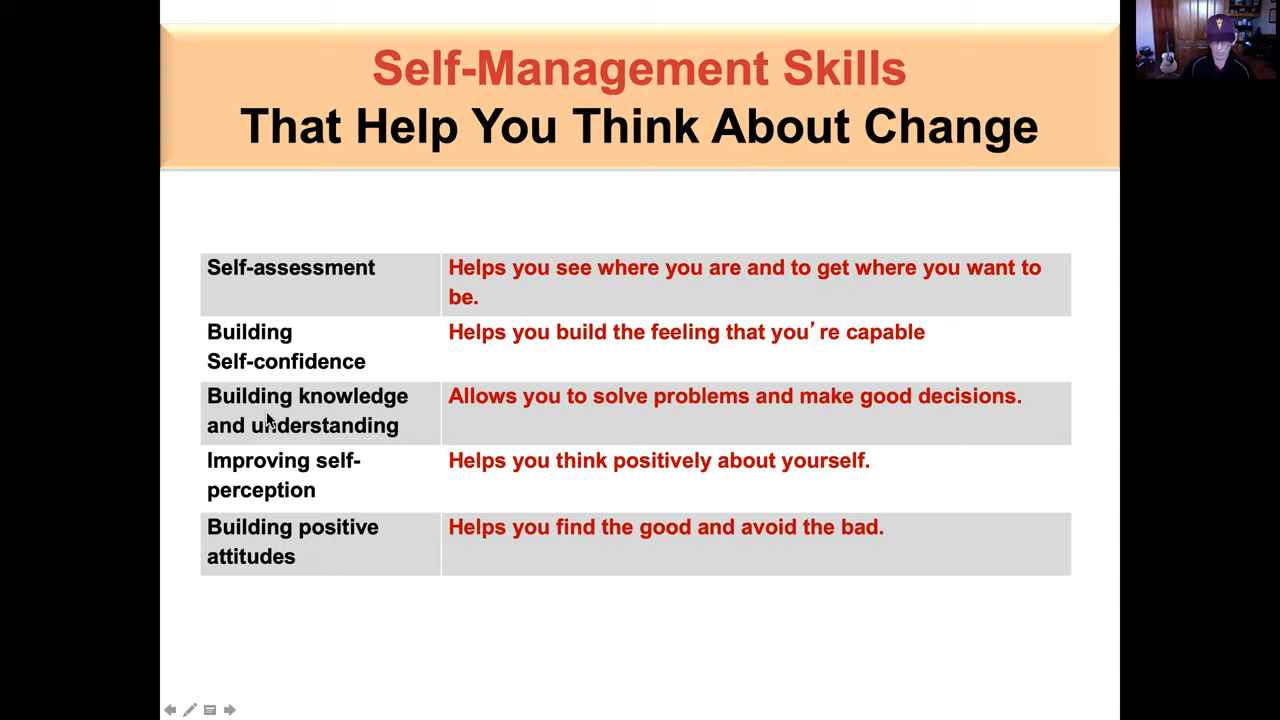 Self-Management Skills
That Help You Think About Change
Self-assessment
Helps you see where you are and to get where you want to
be.
Building
Self-confidence
Helps you build the feeling that you’re capable
Building knowledge
and understanding
Allows you to solve problems and make good decisions.
Improving self-
perception
Helps you think positively about yourself.
Building positive
attitudes
Helps you find the good and avoid the bad.